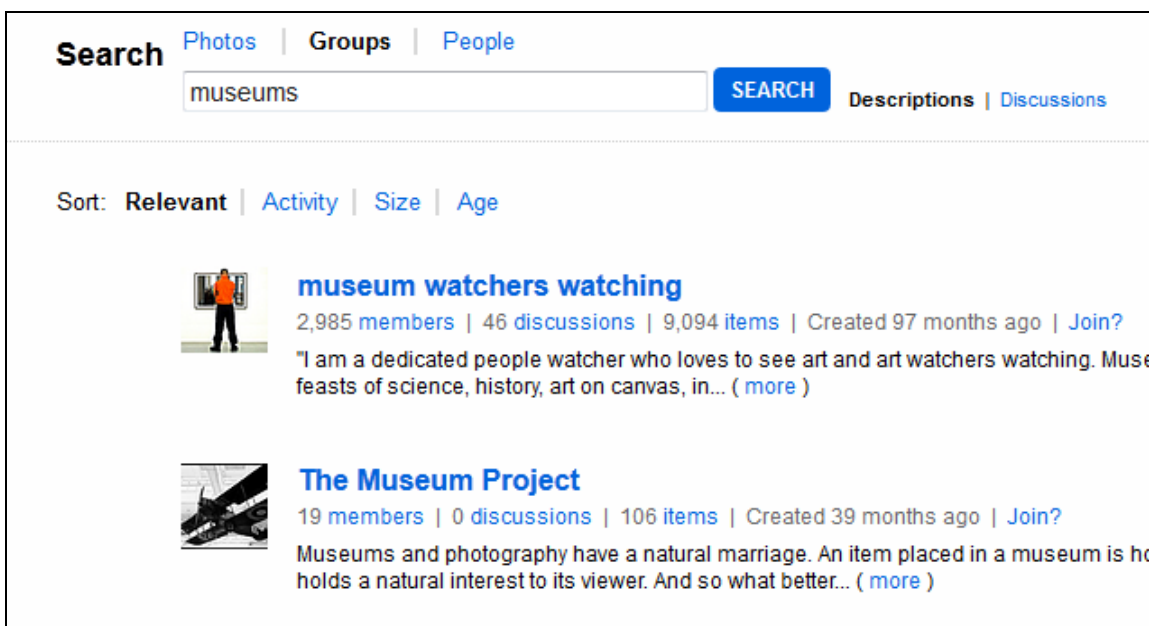 Search Photos | Groups | People
museums SEARCH Descriptions | Discussions
Sort: Relevant | Activity | Size | Age
museum watchers watching
2,985 members | 46 discussions | 9,094 items | Created 97 months ago | Join?
"I am a dedicated people watcher who loves to see art and art watchers watching. Muse
feasts of science, history, art on canvas, in... ( more )
The Museum Project
19 members | 0 discussions | 106 items | Created 39 months ago | Join?
Museums and photography have a natural marriage. An item placed in a museum is ho
holds a natural interest to its viewer. And so what better... ( more )